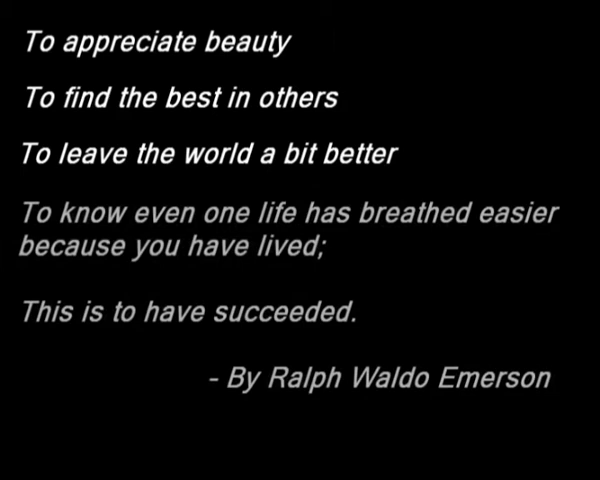 To appreciate beauty
To find the best in others
To leave the world a bit better
To know even one life has breathed easier
because you have lived;
This is to have succeeded.
- By Ralph Waldo Emerson